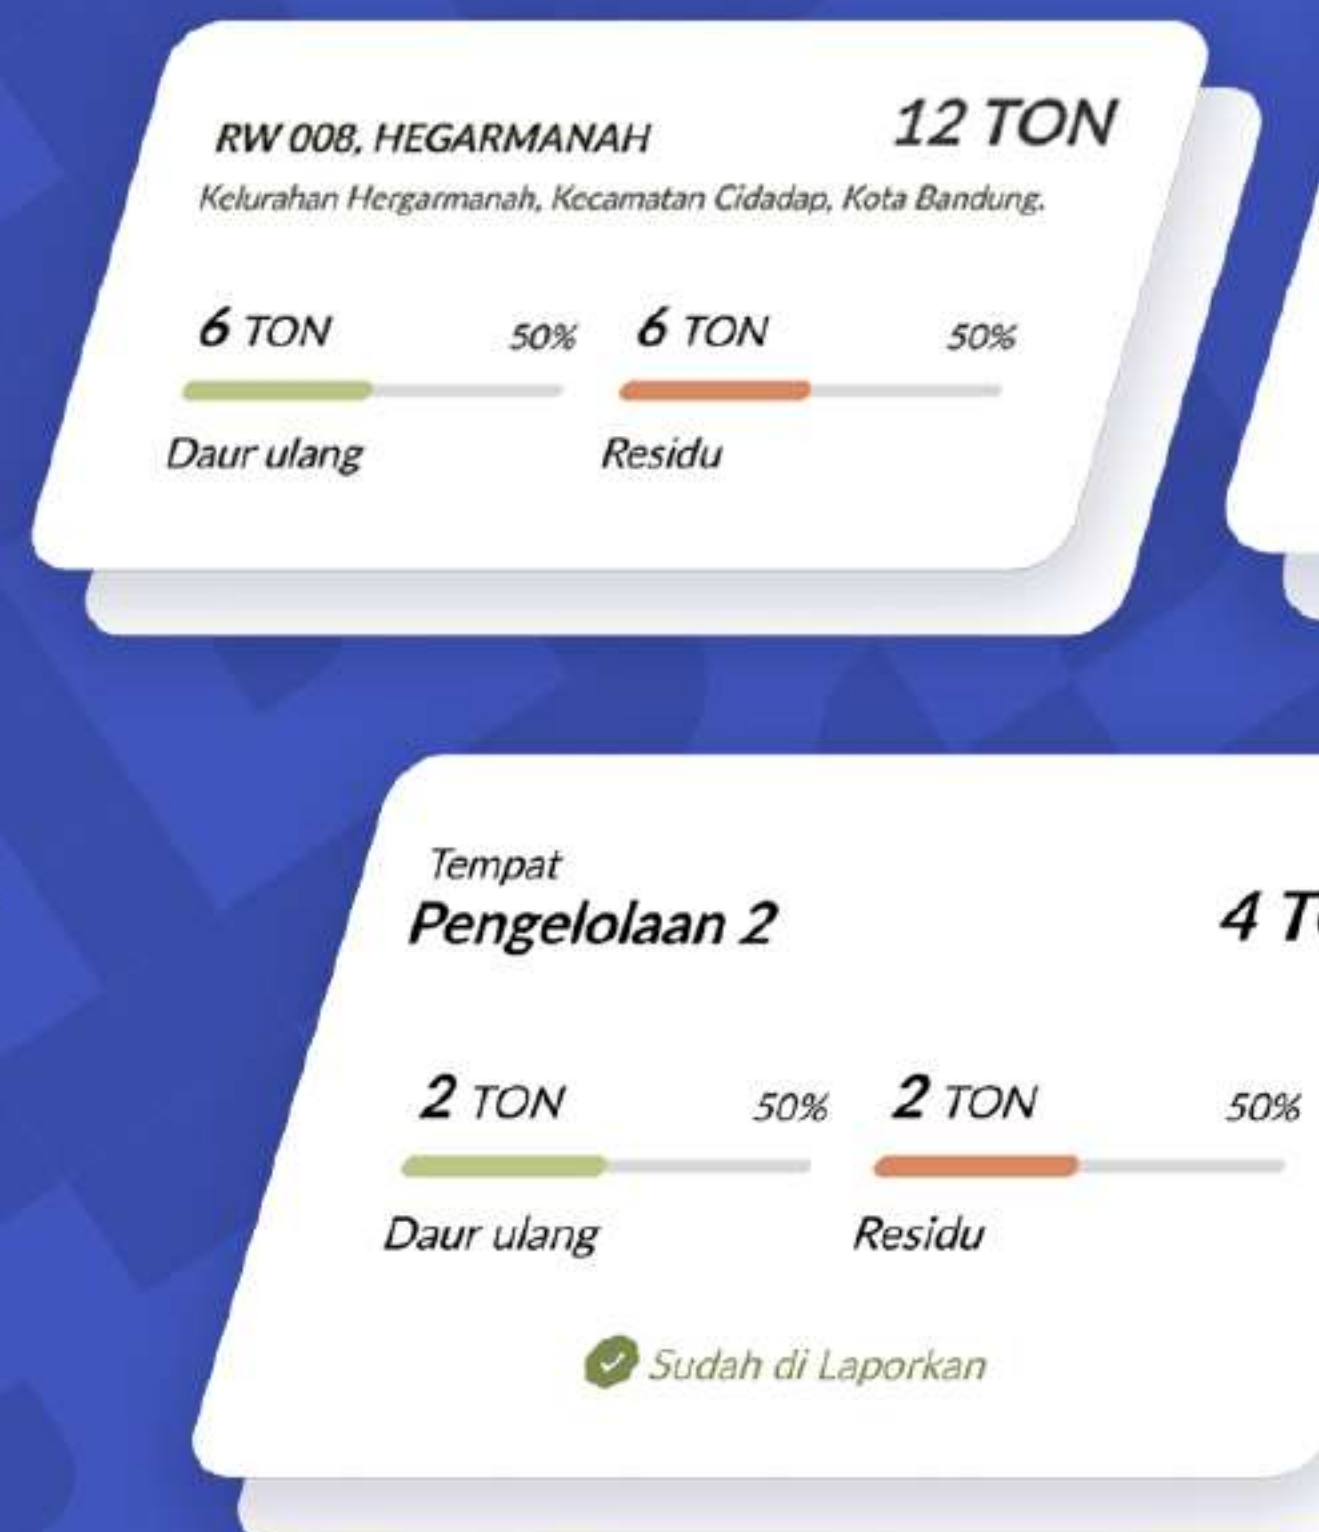 RW 008, HEGARMANAH
12 TON
Kelurahan Hergarmanah, Kecamatan Cidadap, Kota Bandung.
6 TON 50% 6 TON 50%
Daur ulang Residu
Tempat
Pengelolaan 2
4
2 TON 50% 2 TON 50%
Daur ulang Residu
Sudah di Laporkan